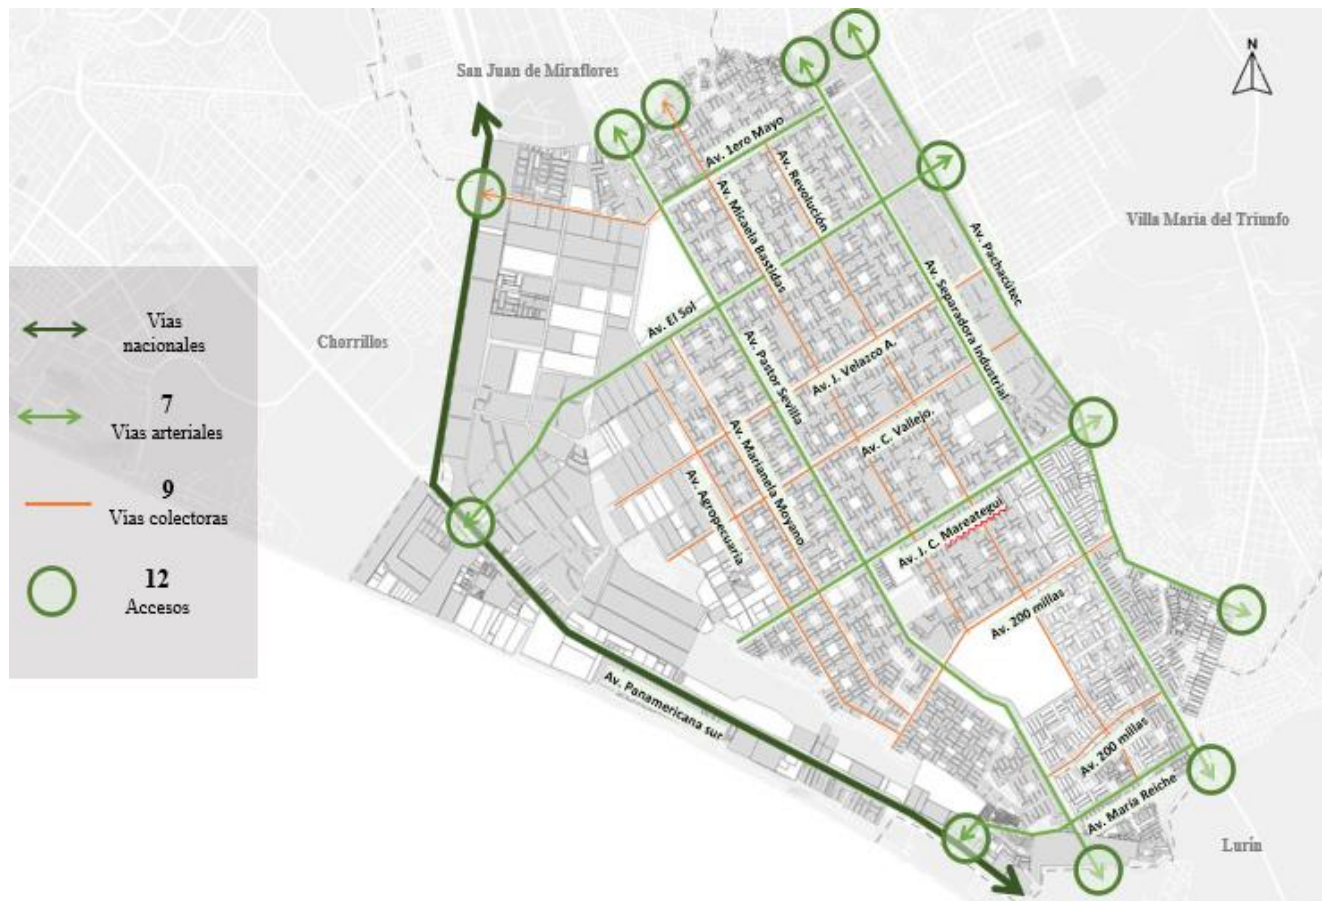 N
San Juan de Miraflores
Villa Maria del Triunfo
Chorrillos
Lurín
Av. 1ero Mayo
Av. Revolución
Av. Micaela Bastidas
Av. Pachacútec
Av. Separadora Industrial
Av. El Sol
Av. Pastor Sevilla
Av. J. Velazco A.
Av. C. Vallejo.
Av. Marianela Moyano
Av. Agropecuaria
Av. J. C. Mareategui
Av. 200 millas
Av. Panamericana sur
Av. 200 millas
Av. María Reiche
Vías
nacionales
7
Vías arteriales
9
Vías colectoras
12
Accesos